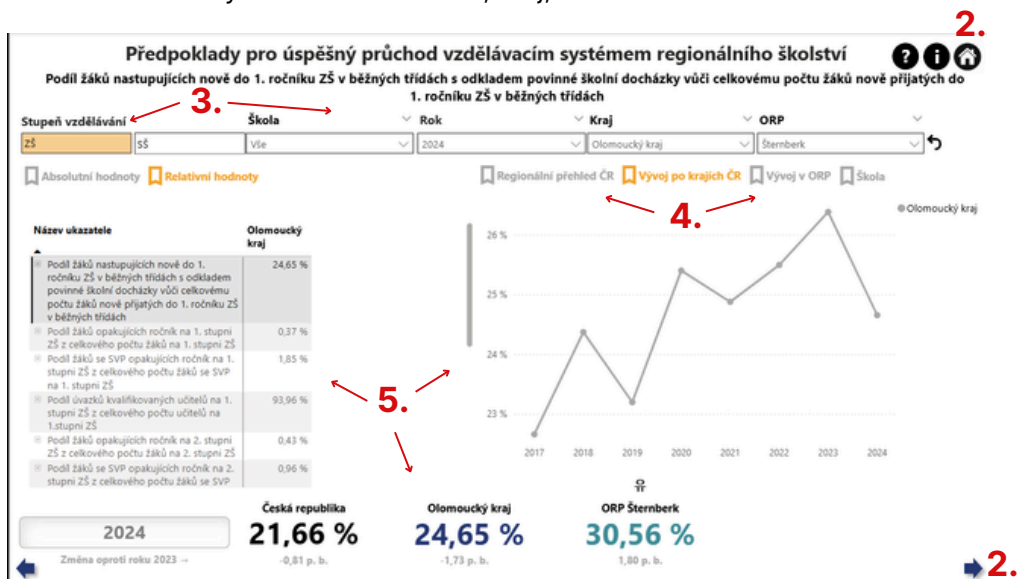 2.
Předpoklady pro úspěšný průchod vzdělávacím systémem regionálního školství
Podíl žáků nastupujících nově do 1. ročníku ZŠ v běžných třídách s odkladem povinné školní docházky vůči celkovému počtu žáků nově přijatých do
1. ročníku ZŠ v běžných třídách
3.
Stupeň vzdělávání
Škola
Rok
Kraj
ORP
ZŠ
SŠ
Vše
2024
Olomoucký kraj
Šternberk
Absolutní hodnoty
Relativní hodnoty
Regionální přehled ČR
Vývoj po krajích ČR
Vývoj v ORP
Škola
4.
Olomoucký kraj
Název ukazatele
Olomoucký
kraj
Podíl žáků nastupujících nově do 1.
ročníku ZŠ v běžných třídách s odkladem
povinné školní docházky vůči celkovému
počtu žáků nově přijatých do 1. ročníku ZŠ
v běžných třídách
24,65 %
Podíl žáků opakujících ročník na 1. stupni
ZŠ z celkového počtu žáků na 1. stupni ZŠ
0,37 %
Podíl žáků se SVP opakujících ročník na 1.
stupni ZŠ z celkového počtu žáků se SVP
na 1. stupni ZŠ
1,85 %
Podíl úvazků kvalifikovaných učitelů na 1.
stupni ZŠ z celkového počtu učitelů na
1.stupni ZŠ
93,96 %
Podíl žáků opakujících ročník na 2. stupni
ZŠ z celkového počtu žáků na 2. stupni ZŠ
0,43 %
Podíl žáků se SVP opakujících ročník na 2.
stupni ZŠ z celkového počtu žáků se SVP
0,96 %
5.
26 %
25 %
24 %
23 %
2017 2018 2019 2020 2021 2022 2023 2024
2024
Změna oproti roku 2023 →
Česká republika
21,66 %
-0,81 p. b.
Olomoucký kraj
24,65 %
-1,73 p. b.
ORP Šternberk
30,56 %
1,80 p. b.
2.